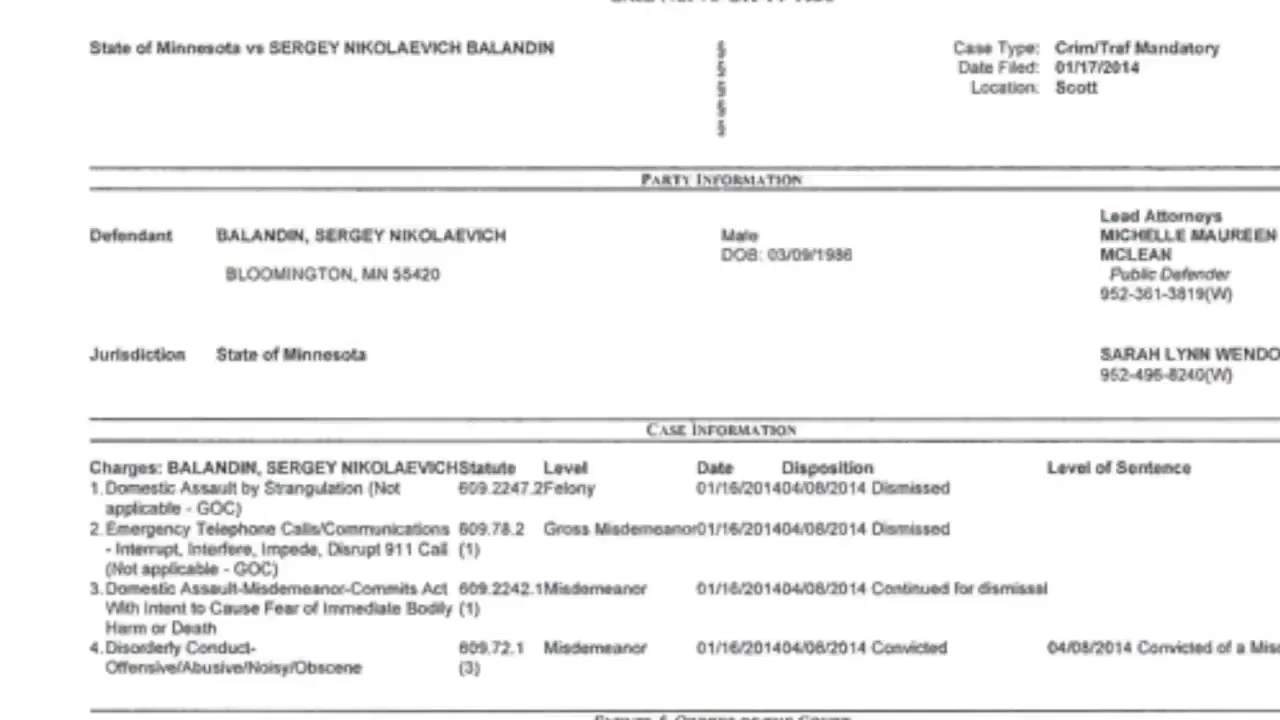 State of Minnesota vs SERGEY NIKOLAEVICH BALANDIN § Case Type: Crim/Traf Mandatory
§ Date Filed: 01/17/2014
§ Location: Scott
§
§
PARTY INFORMATION
Lead Attorneys
Defendant BALANDIN, SERGEY NIKOLAEVICH Male MICHELLE MAUREEN
DOB: 03/09/1986 MCLEAN
BLOOMINGTON, MN 55420 Public Defender
952-361-3819(W)
Jurisdiction State of Minnesota SARAH LYNN WENDO
952-496-8240(W)
CASE INFORMATION
Charges: BALANDIN, SERGEY NIKOLAEVICHStatute Level Date Disposition Level of Sentence
1. Domestic Assault by Strangulation (Not 609.2247.2Felony 01/16/201404/08/2014 Dismissed
applicable - GOC)
2. Emergency Telephone Calls/Communications 609.78.2 Gross Misdemeanor01/16/201404/08/2014 Dismissed
- Interrupt, Interfere, Impede, Disrupt 911 Call (1)
(Not applicable - GOC)
3. Domestic Assault-Misdemeanor-Commits Act 609.2242.1Misdemeanor 01/16/201404/08/2014 Continued for dismissal
With Intent to Cause Fear of Immediate Bodily (1)
Harm or Death
4. Disorderly Conduct- 609.72.1 Misdemeanor 01/16/201404/08/2014 Convicted 04/08/2014 Convicted of a Misd
Offensive/Abusive/Noisy/Obscene (3)